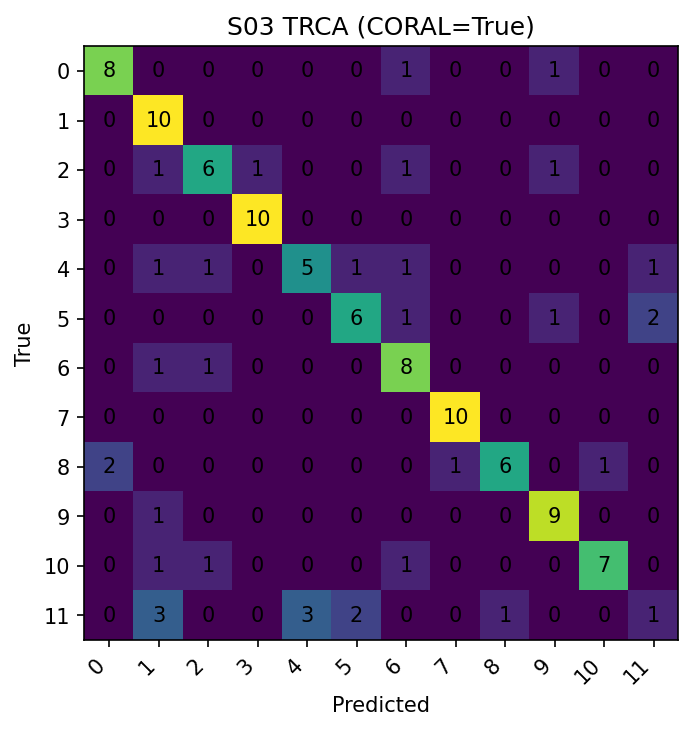 S03 TRCA (CORAL=True)
0 8 0 0 0 0 0 1 0 0 1 0 0
1 0 10 0 0 0 0 0 0 0 0 0 0
2 0 1 6 1 0 0 1 0 0 1 0 0
3 0 0 0 10 0 0 0 0 0 0 0 0
4 0 1 1 0 5 1 1 0 0 0 0 1
5 0 0 0 0 0 6 1 0 0 1 0 2
6 0 1 1 0 0 0 8 0 0 0 0 0
7 0 0 0 0 0 0 0 10 0 0 0 0
8 2 0 0 0 0 0 0 1 6 0 1 0
9 0 1 0 0 0 0 0 0 0 9 0 0
10 0 1 1 0 0 0 1 0 0 0 7 0
11 0 3 0 0 3 2 0 0 1 0 0 1
True
0 1 2 3 4 5 6 7 8 9 10 11
Predicted